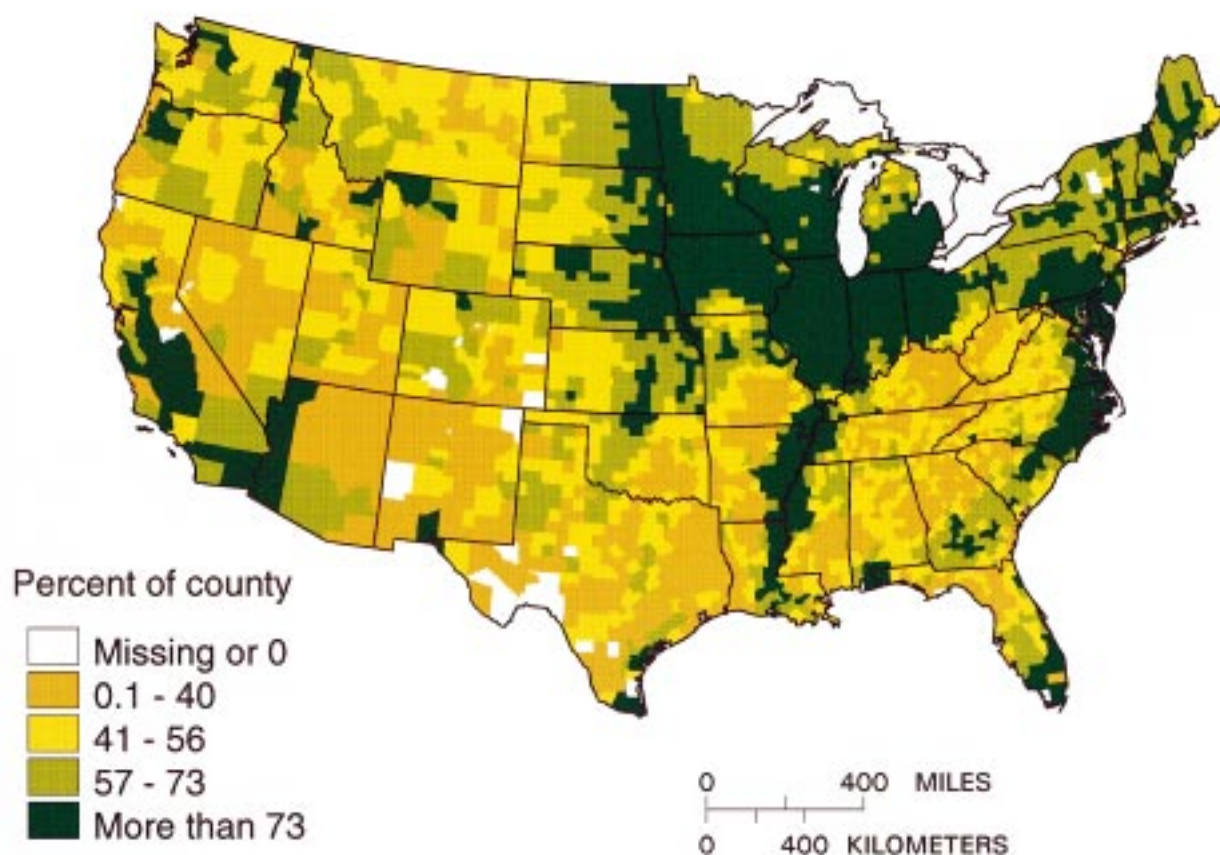 Percent of county
Missing or 0
0.1 - 40
41 - 56
57 - 73
More than 73
0 400 MILES
0 400 KILOMETERS